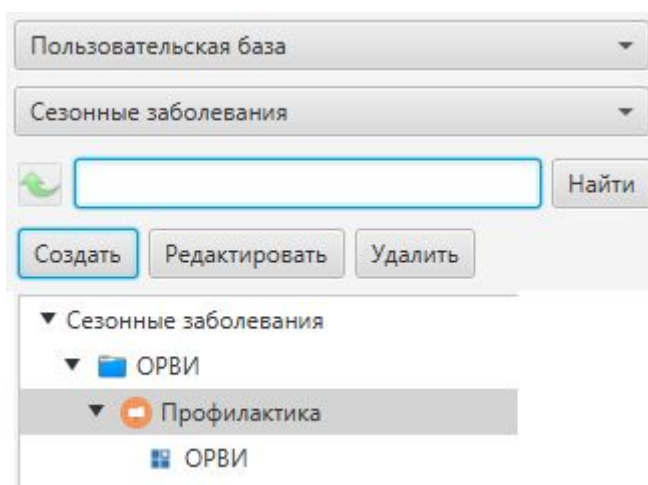 Пользовательская база
Сезонные заболевания
Найти
Создать Редактировать Удалить
Сезонные заболевания
ОРВИ
Профилактика
ОРВИ